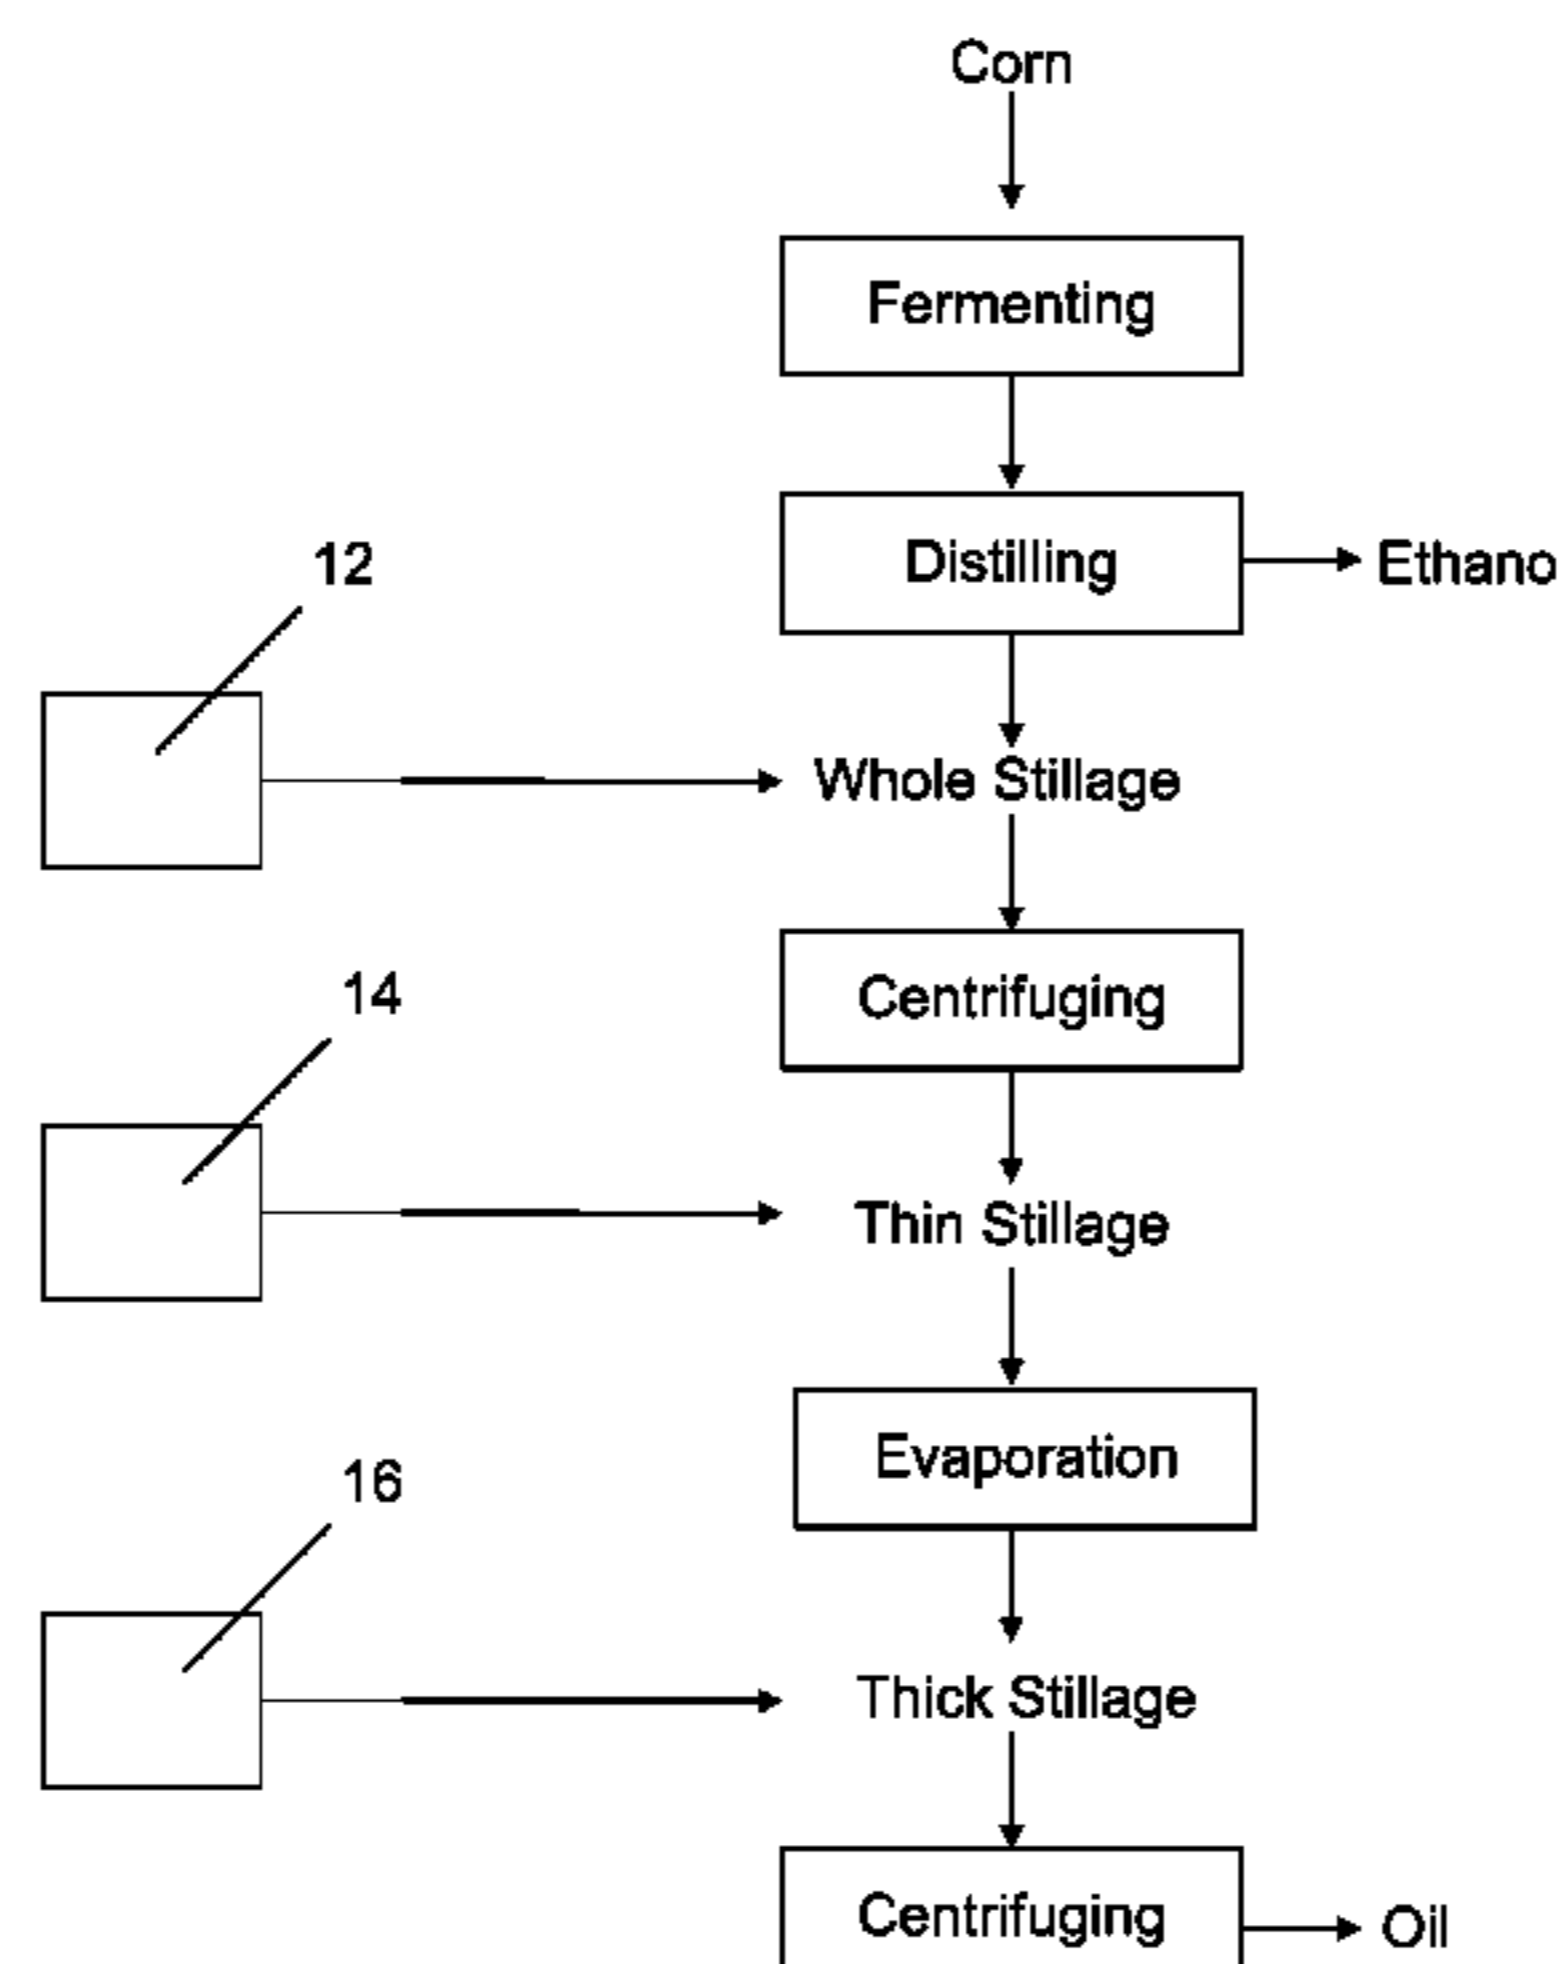 Corn
Fermenting
Distilling
Ethano
12
Whole Stillage
Centrifuging
14
Thin Stillage
Evaporation
16
Thick Stillage
Centrifuging
Oil